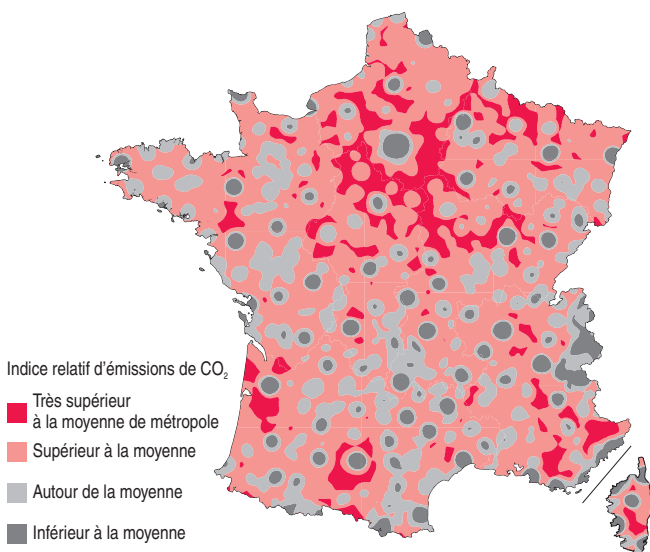 Indice relatif d'émissions de CO₂
Très supérieur
à la moyenne de métropole
Supérieur à la moyenne
Autour de la moyenne
Inférieur à la moyenne